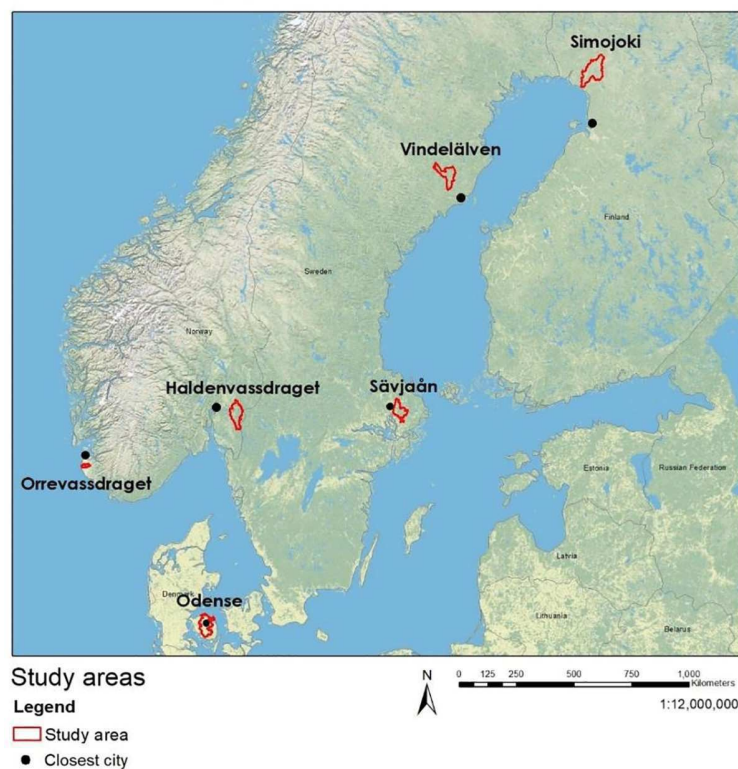 Simojoki
Vindelälven
Finland
Sweden
Norway
Haldenvassdraget
Sävjaån
Estonia
Russian Federation
Orrevassdraget
Latvia
Denmark
Odense
Lithuania
Belarus
Study areas
Legend
Study area
Closest city
N
0 125 250 500 750 1,000
Kilometers
1:12,000,000